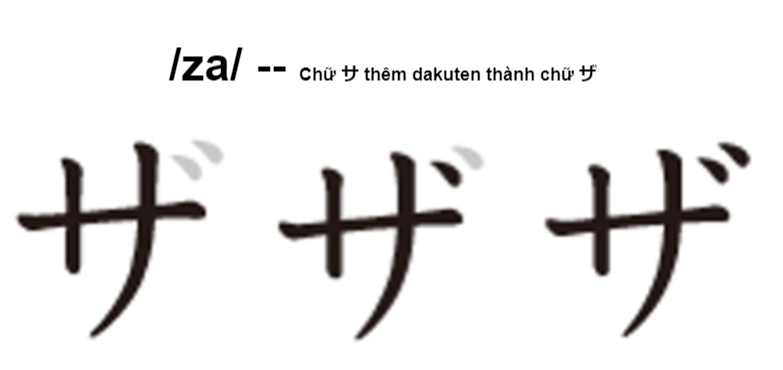 /za/ -- Chữ サ thêm dakuten thành chữ ザ
ザ ザ ザ